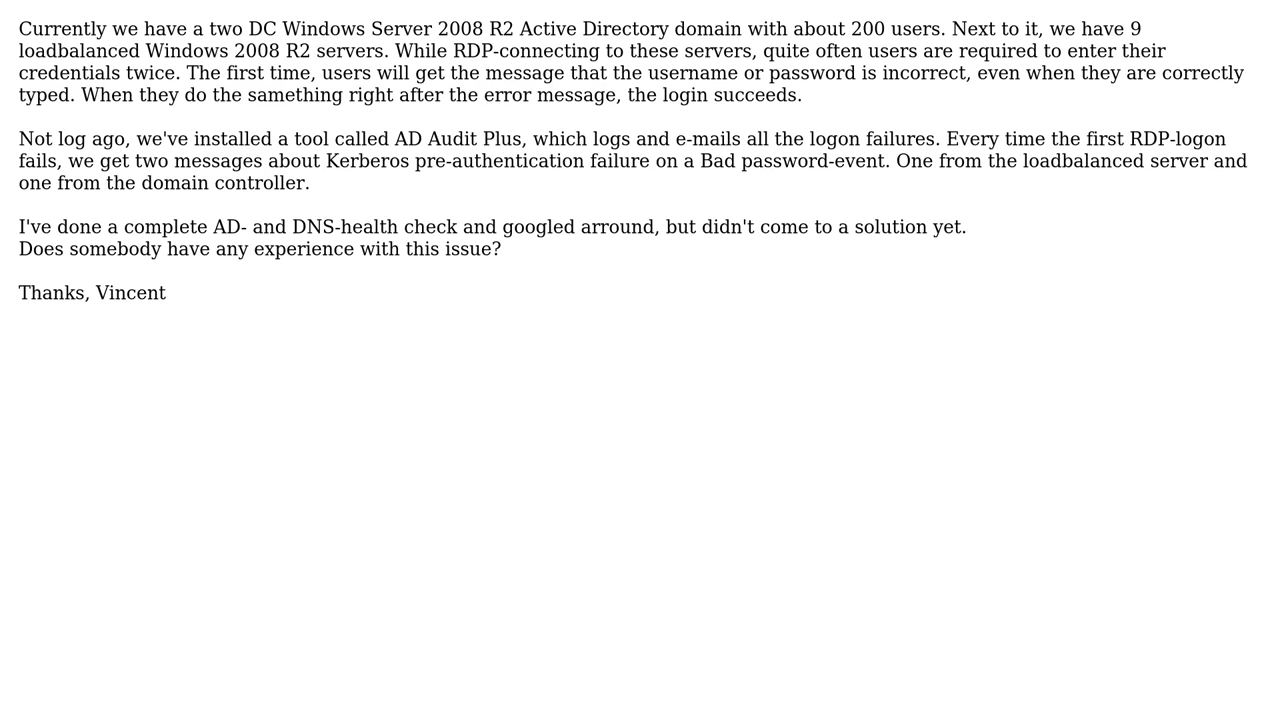 Currently we have a two DC Windows Server 2008 R2 Active Directory domain with about 200 users. Next to it, we have 9
loadbalanced Windows 2008 R2 servers. While RDP-connecting to these servers, quite often users are required to enter their
credentials twice. The first time, users will get the message that the username or password is incorrect, even when they are correctly
typed. When they do the samething right after the error message, the login succeeds.
Not log ago, we've installed a tool called AD Audit Plus, which logs and e-mails all the logon failures. Every time the first RDP-logon
fails, we get two messages about Kerberos pre-authentication failure on a Bad password-event. One from the loadbalanced server and
one from the domain controller.
I've done a complete AD- and DNS-health check and googled arround, but didn't come to a solution yet.
Does somebody have any experience with this issue?
Thanks, Vincent